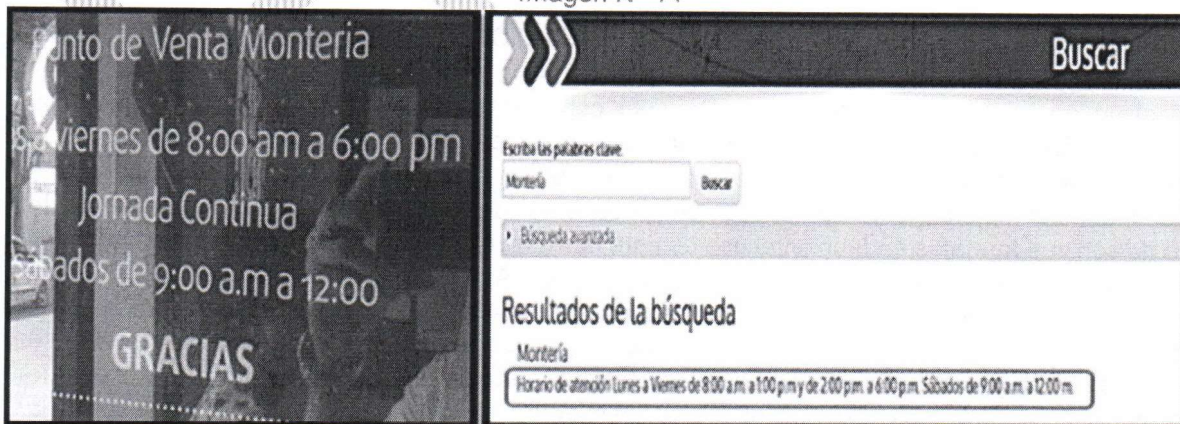 Punto de Venta Monteria
a viernes de 8:00 am a 6:00 pm
Jornada Continua
Sábados de 9:00 a.m a 12:00
GRACIAS
Buscar
Escriba las palabras clave:
Montería
Buscar
Búsqueda avanzada
Resultados de la búsqueda
Montería
Horario de atención Lunes a Viernes de 8:00 a.m. a 1:00 p.m y de 2:00 p.m. a 6:00 p.m. Sábados de 9:00 a.m. a 12:00 m.